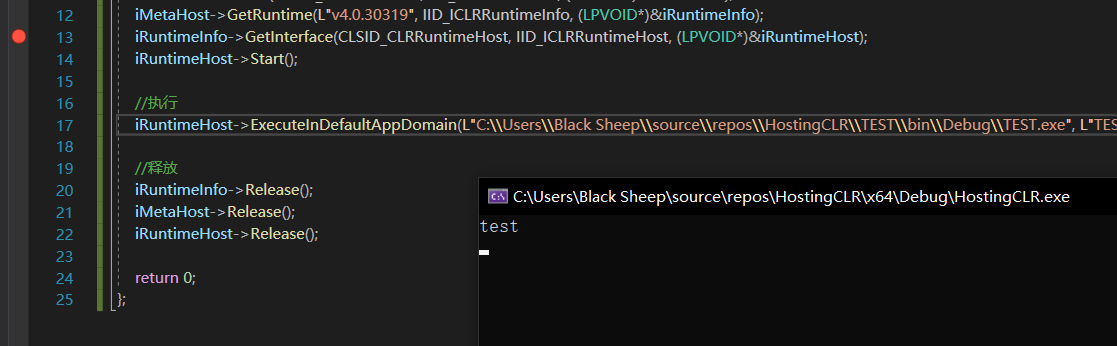 12 iMetaHost->GetRuntime(L"v4.0.30319", IID_ICLRRuntimeInfo, (LPVOID*)&iRuntimeInfo);
13 iRuntimeInfo->GetInterface(CLSID_CLRRuntimeHost, IID_ICLRRuntimeHost, (LPVOID*)&iRuntimeHost);
14 iRuntimeHost->Start();
15
16 //执行
17 iRuntimeHost->ExecuteInDefaultAppDomain(L"C:\\Users\\Black Sheep\\source\\repos\\HostingCLR\\TEST\\bin\\Debug\\TEST.exe", L"TES
18
19 //释放
20 iRuntimeInfo->Release();
21 iMetaHost->Release();
22 iRuntimeHost->Release();
23
24 return 0;
25 };
C:\Users\Black Sheep\source\repos\HostingCLR\x64\Debug\HostingCLR.exe
test